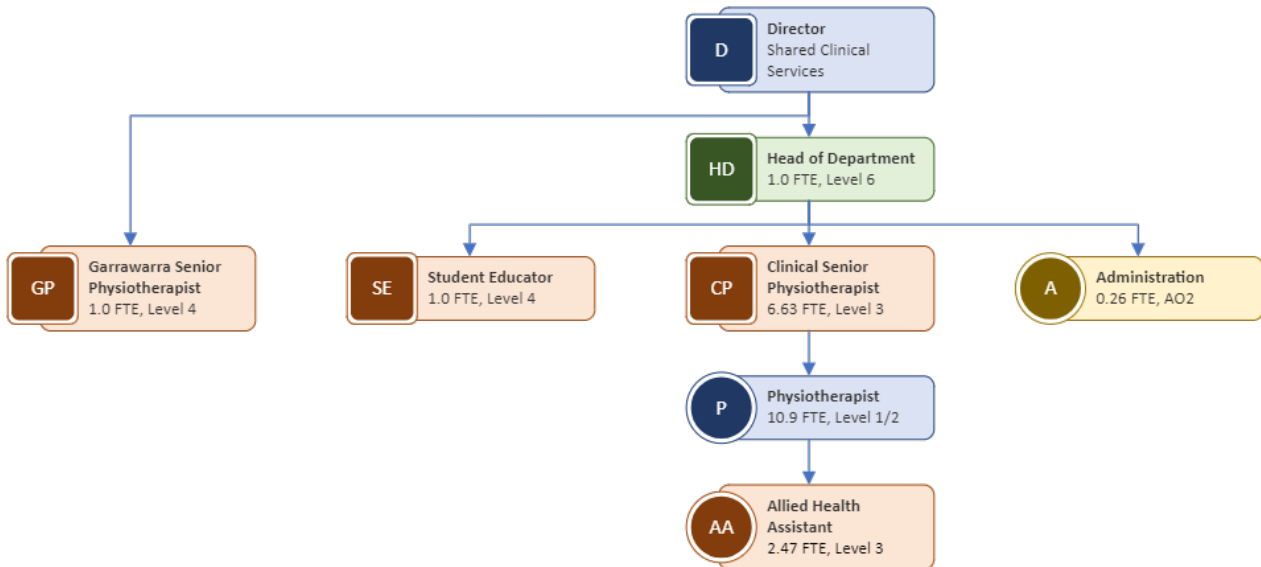 D
Director
Shared Clinical
Services
HD
Head of Department
1.0 FTE, Level 6
GP
Garrawarra Senior
Physiotherapist
1.0 FTE, Level 4
SE
Student Educator
1.0 FTE, Level 4
CP
Clinical Senior
Physiotherapist
6.63 FTE, Level 3
A
Administration
0.26 FTE, AO2
P
Physiotherapist
10.9 FTE, Level 1/2
AA
Allied Health
Assistant
2.47 FTE, Level 3